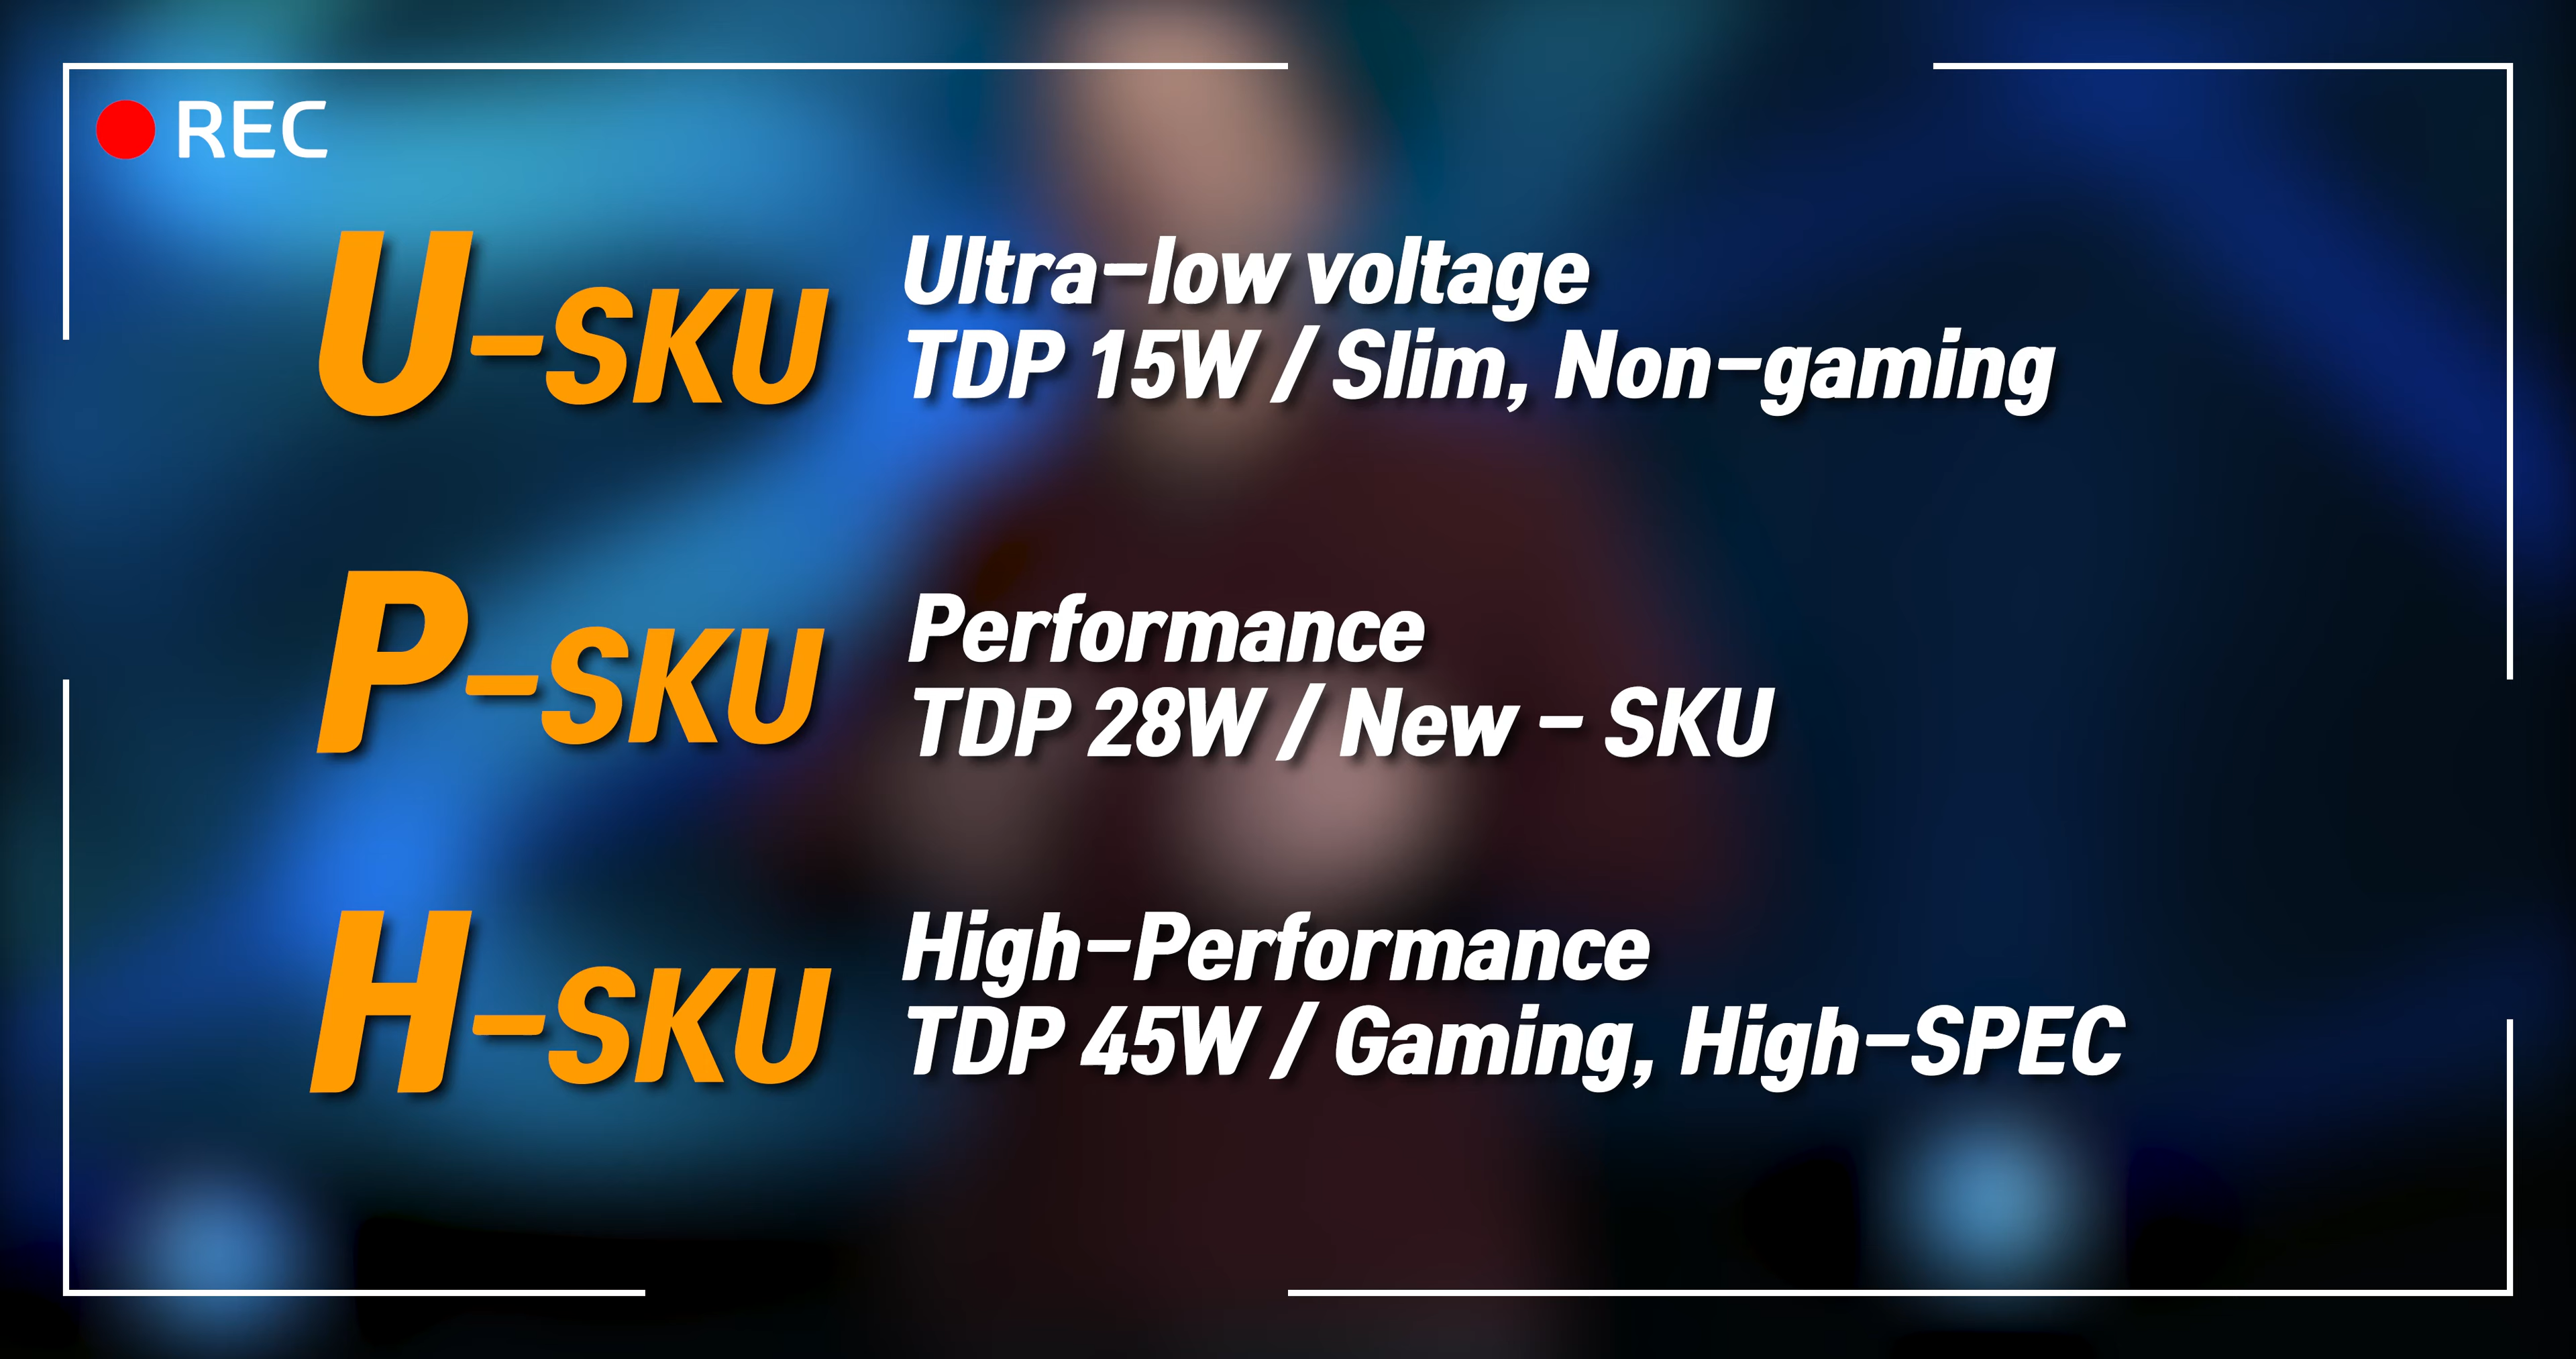 REC
U-SKU
Ultra-low voltage
TDP 15W / Slim, Non-gaming
P-SKU
Performance
TDP 28W / New - SKU
H-SKU
High-Performance
TDP 45W / Gaming, High-SPEC